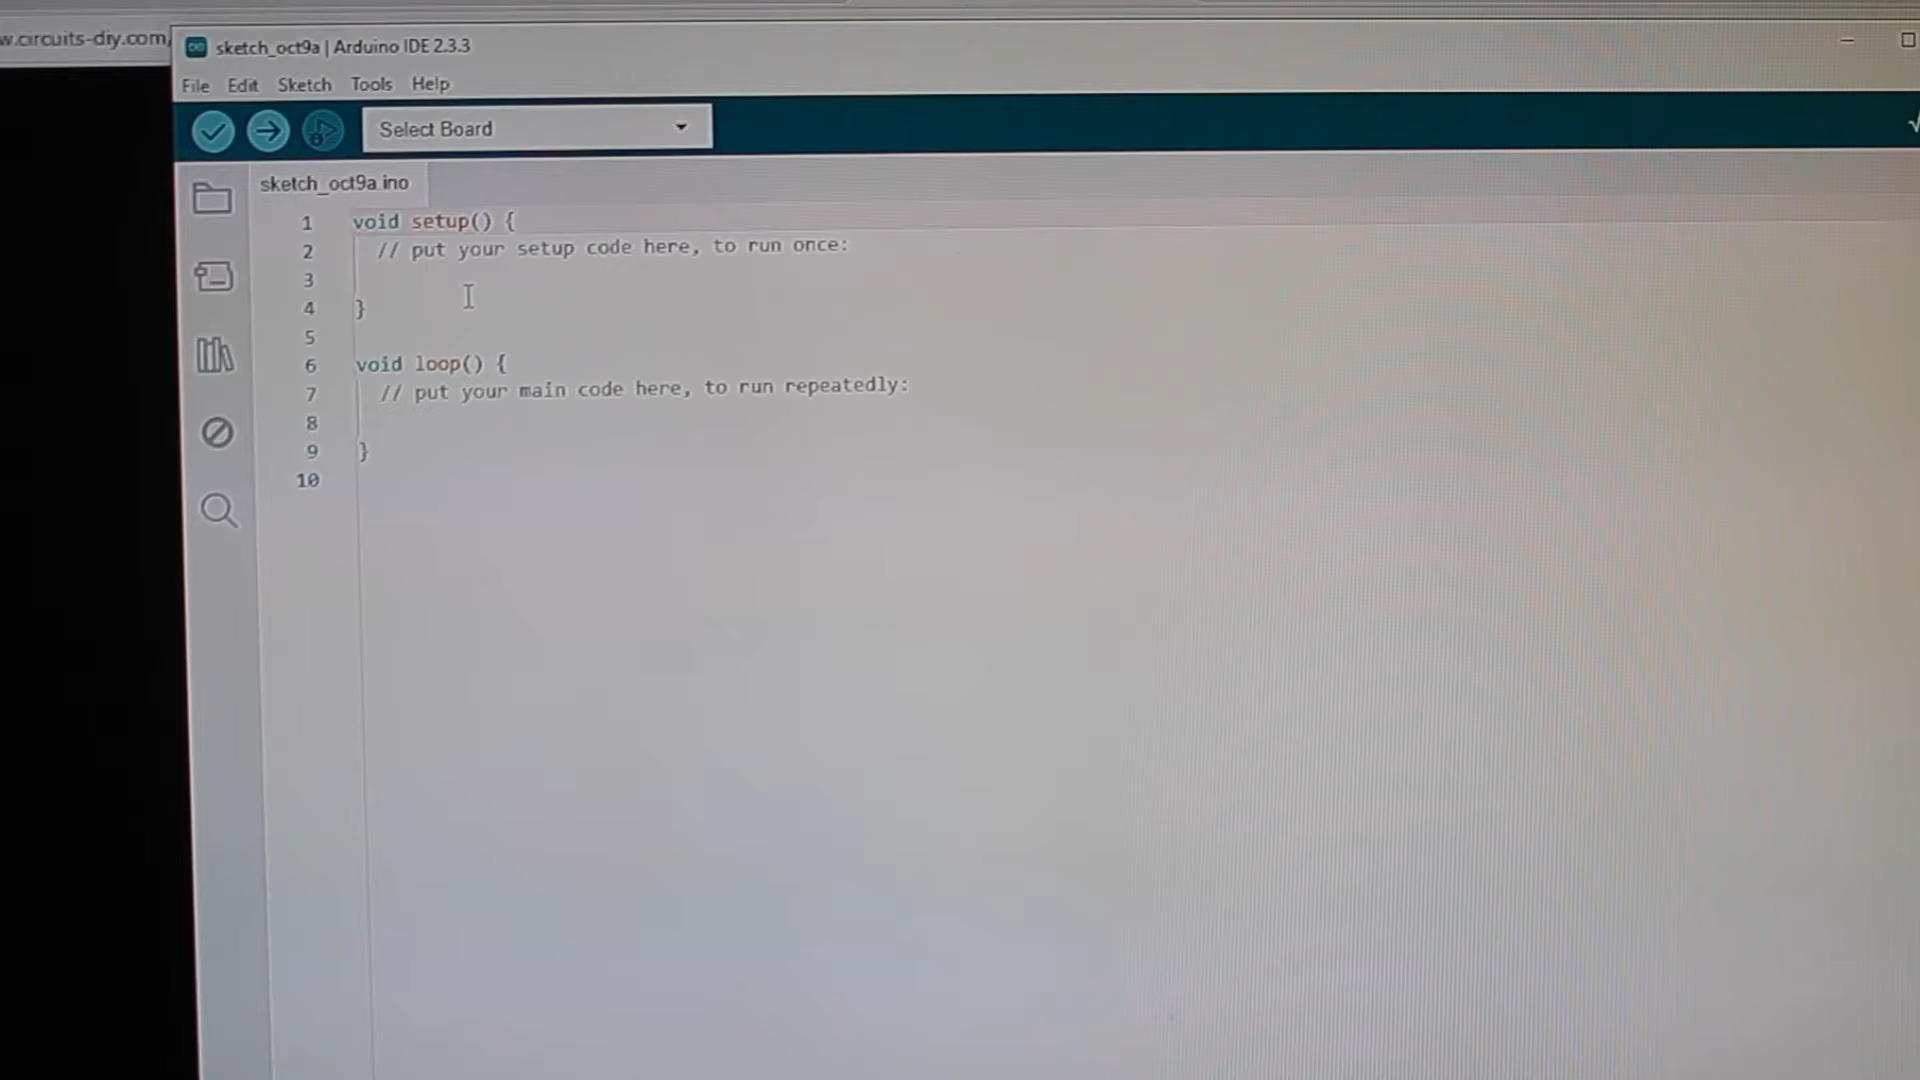 w.circuits-diy.com/
sketch_oct9a | Arduino IDE 2.3.3
File Edit Sketch Tools Help
Select Board
sketch_oct9a.ino
1 void setup() {
2 // put your setup code here, to run once:
3
4 }
5
6 void loop() {
7 // put your main code here, to run repeatedly:
8
9 }
10